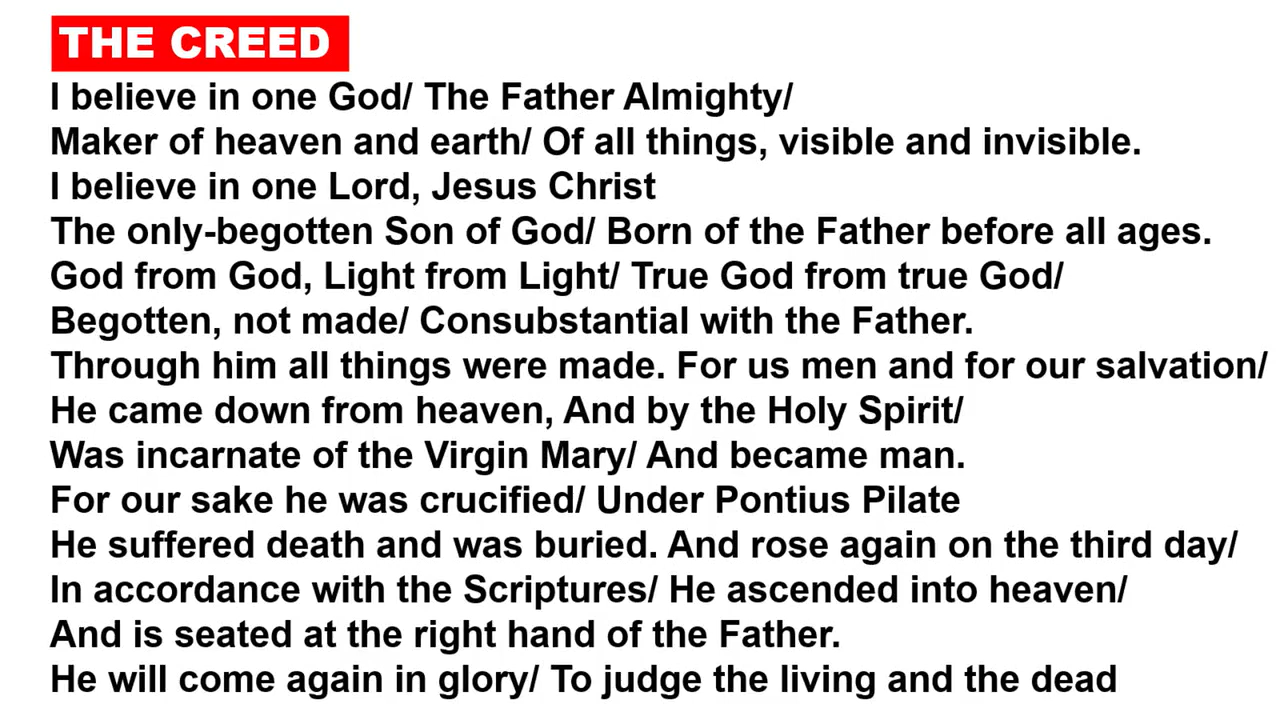 THE CREED
I believe in one God/ The Father Almighty/
Maker of heaven and earth/ Of all things, visible and invisible.
I believe in one Lord, Jesus Christ
The only-begotten Son of God/ Born of the Father before all ages.
God from God, Light from Light/ True God from true God/
Begotten, not made/ Consubstantial with the Father.
Through him all things were made. For us men and for our salvation/
He came down from heaven, And by the Holy Spirit/
Was incarnate of the Virgin Mary/ And became man.
For our sake he was crucified/ Under Pontius Pilate
He suffered death and was buried. And rose again on the third day/
In accordance with the Scriptures/ He ascended into heaven/
And is seated at the right hand of the Father.
He will come again in glory/ To judge the living and the dead